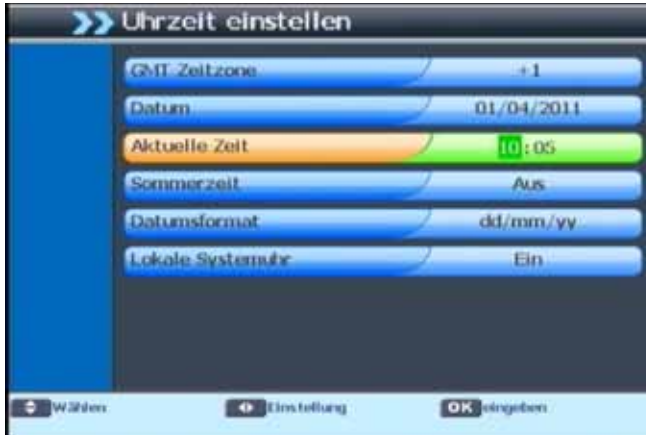 Uhrzeit einstellen
GMT Zeitzone +1
Datum 01/04/2011
Aktuelle Zeit 10:05
Sommerzeit Aus
Datumsformat dd/mm/yy
Lokale Systemuhr Ein
Wählen Einstellung OK eingeben